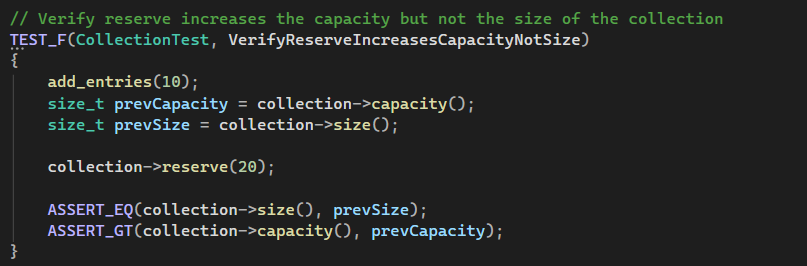 // Verify reserve increases the capacity but not the size of the collection
TEST_F(CollectionTest, VerifyReserveIncreasesCapacityNotSize)
{
    add_entries(10);
    size_t prevCapacity = collection->capacity();
    size_t prevSize = collection->size();

    collection->reserve(20);

    ASSERT_EQ(collection->size(), prevSize);
    ASSERT_GT(collection->capacity(), prevCapacity);
}